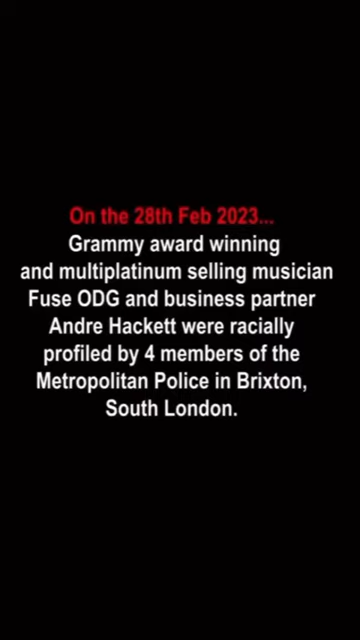 On the 28th Feb 2023...
Grammy award winning
and multiplatinum selling musician
Fuse ODG and business partner
Andre Hackett were racially
profiled by 4 members of the
Metropolitan Police in Brixton,
South London.